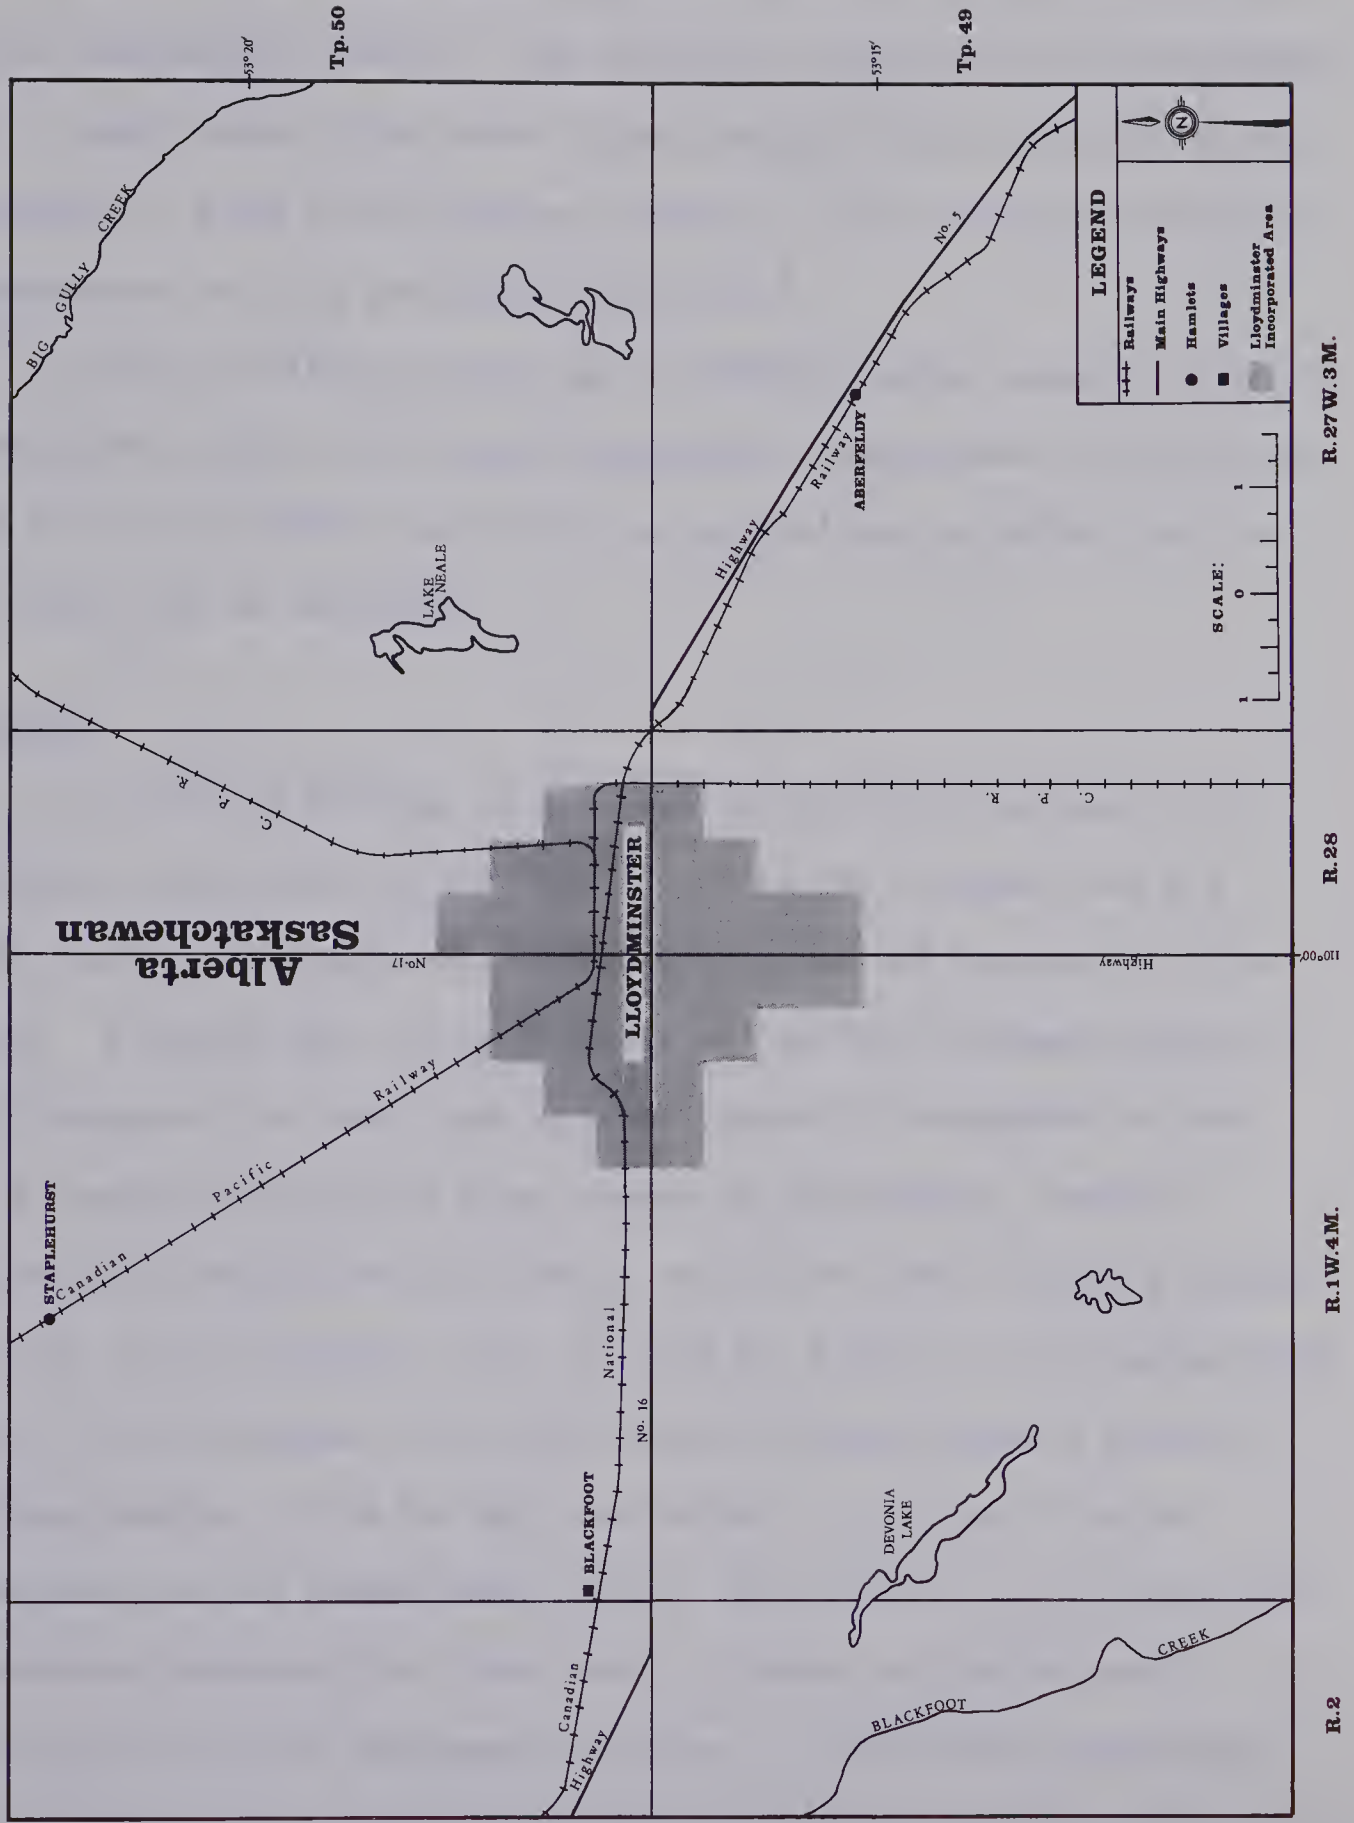 53° 20'
Tp. 50
53° 15'
Tp. 49
BIG GULLY CREEK
LAKE
NEALE
C. P. R.
Alberta
Saskatchewan
Nº. 17
Canadian Pacific Railway
STAPLEHURST
LLOYDMINSTER
Canadian National Railway
Highway Nº. 16
BLACKFOOT
Highway No. 5
ABERFELDY
C. P. R.
Highway
110° 00'
DEVONIA
LAKE
BLACKFOOT CREEK
SCALE:
1 0 1
LEGEND
Railways
Main Highways
Hamlets
Villages
Lloydminster
Incorporated Area
N
R. 2
R. 1 W. 4 M.
R. 28
R. 27 W. 3 M.